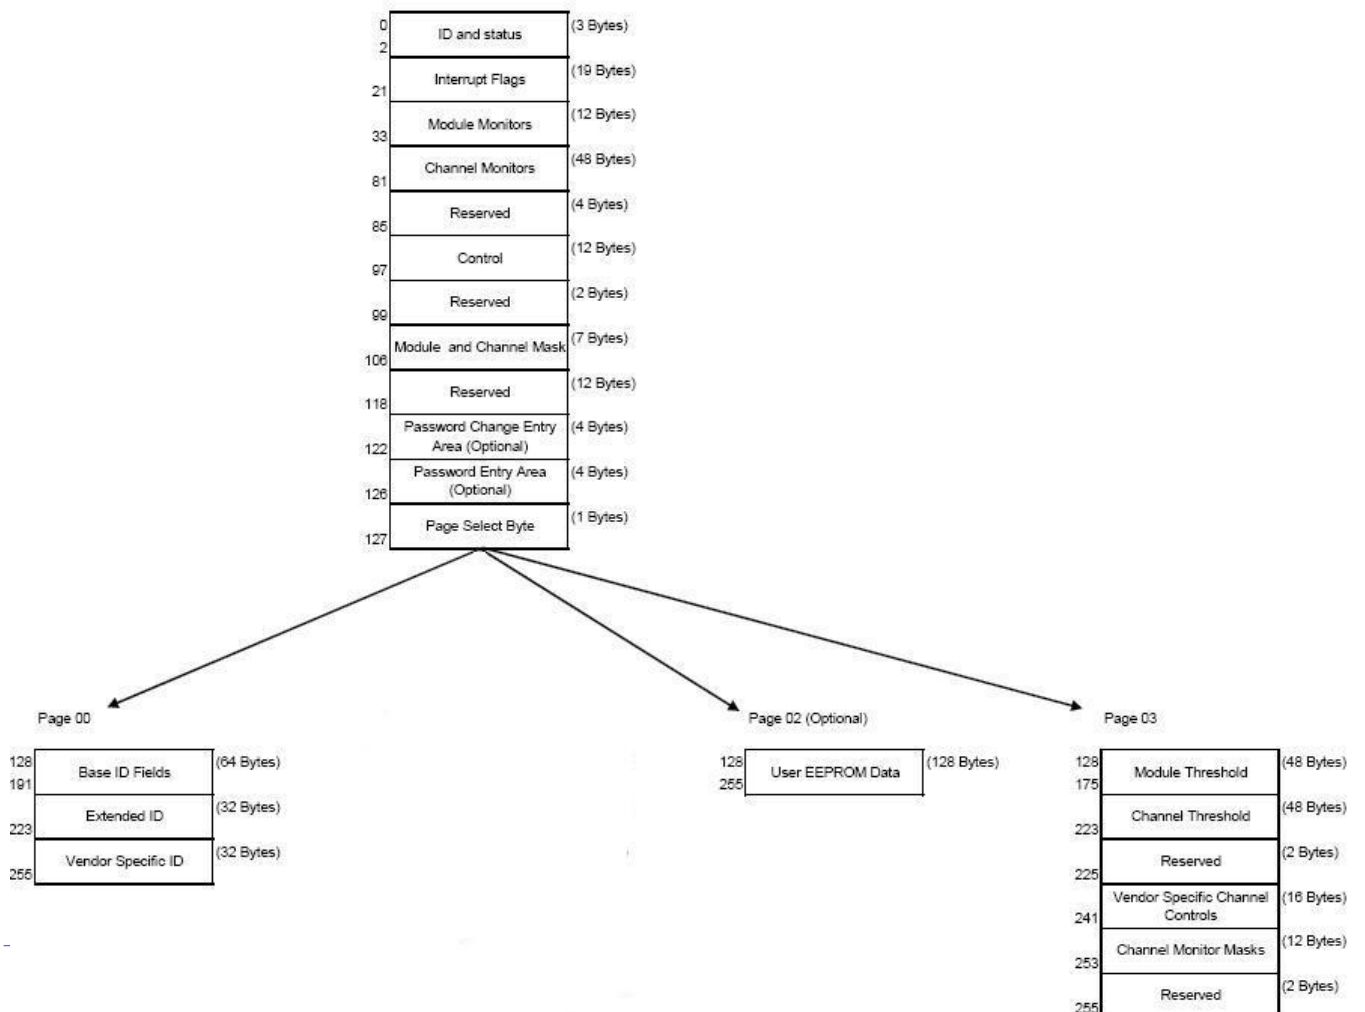 0
ID and status
(3 Bytes)
2
Interrupt Flags
(19 Bytes)
21
Module Monitors
(12 Bytes)
33
Channel Monitors
(48 Bytes)
81
Reserved
(4 Bytes)
85
Control
(12 Bytes)
97
Reserved
(2 Bytes)
99
Module and Channel Mask
(7 Bytes)
106
Reserved
(12 Bytes)
118
Password Change Entry
Area (Optional)
(4 Bytes)
122
Password Entry Area
(Optional)
(4 Bytes)
126
Page Select Byte
(1 Bytes)
127
Page 00
128
Base ID Fields
(64 Bytes)
191
Extended ID
(32 Bytes)
223
Vendor Specific ID
(32 Bytes)
255
Page 02 (Optional)
128
User EEPROM Data
(128 Bytes)
255
Page 03
128
Module Threshold
(48 Bytes)
175
Channel Threshold
(48 Bytes)
223
Reserved
(2 Bytes)
225
Vendor Specific Channel
Controls
(16 Bytes)
241
Channel Monitor Masks
(12 Bytes)
253
Reserved
(2 Bytes)
255